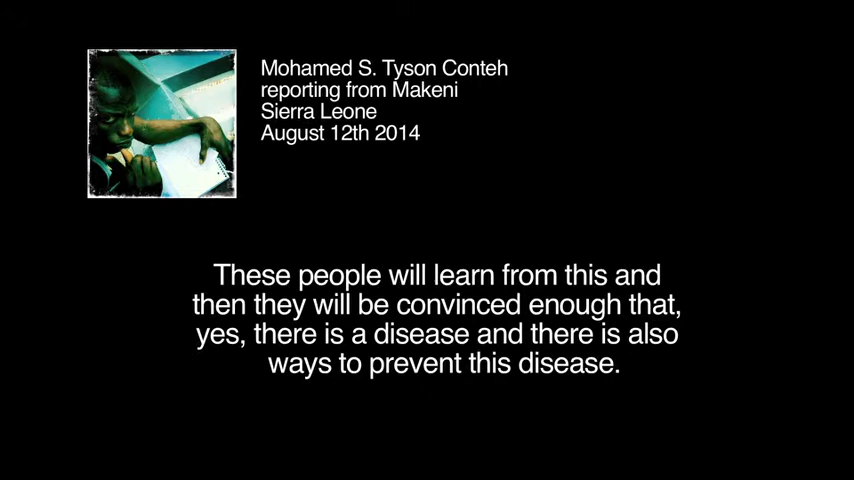 Mohamed S. Tyson Conteh
reporting from Makeni
Sierra Leone
August 12th 2014
These people will learn from this and
then they will be convinced enough that,
yes, there is a disease and there is also
ways to prevent this disease.